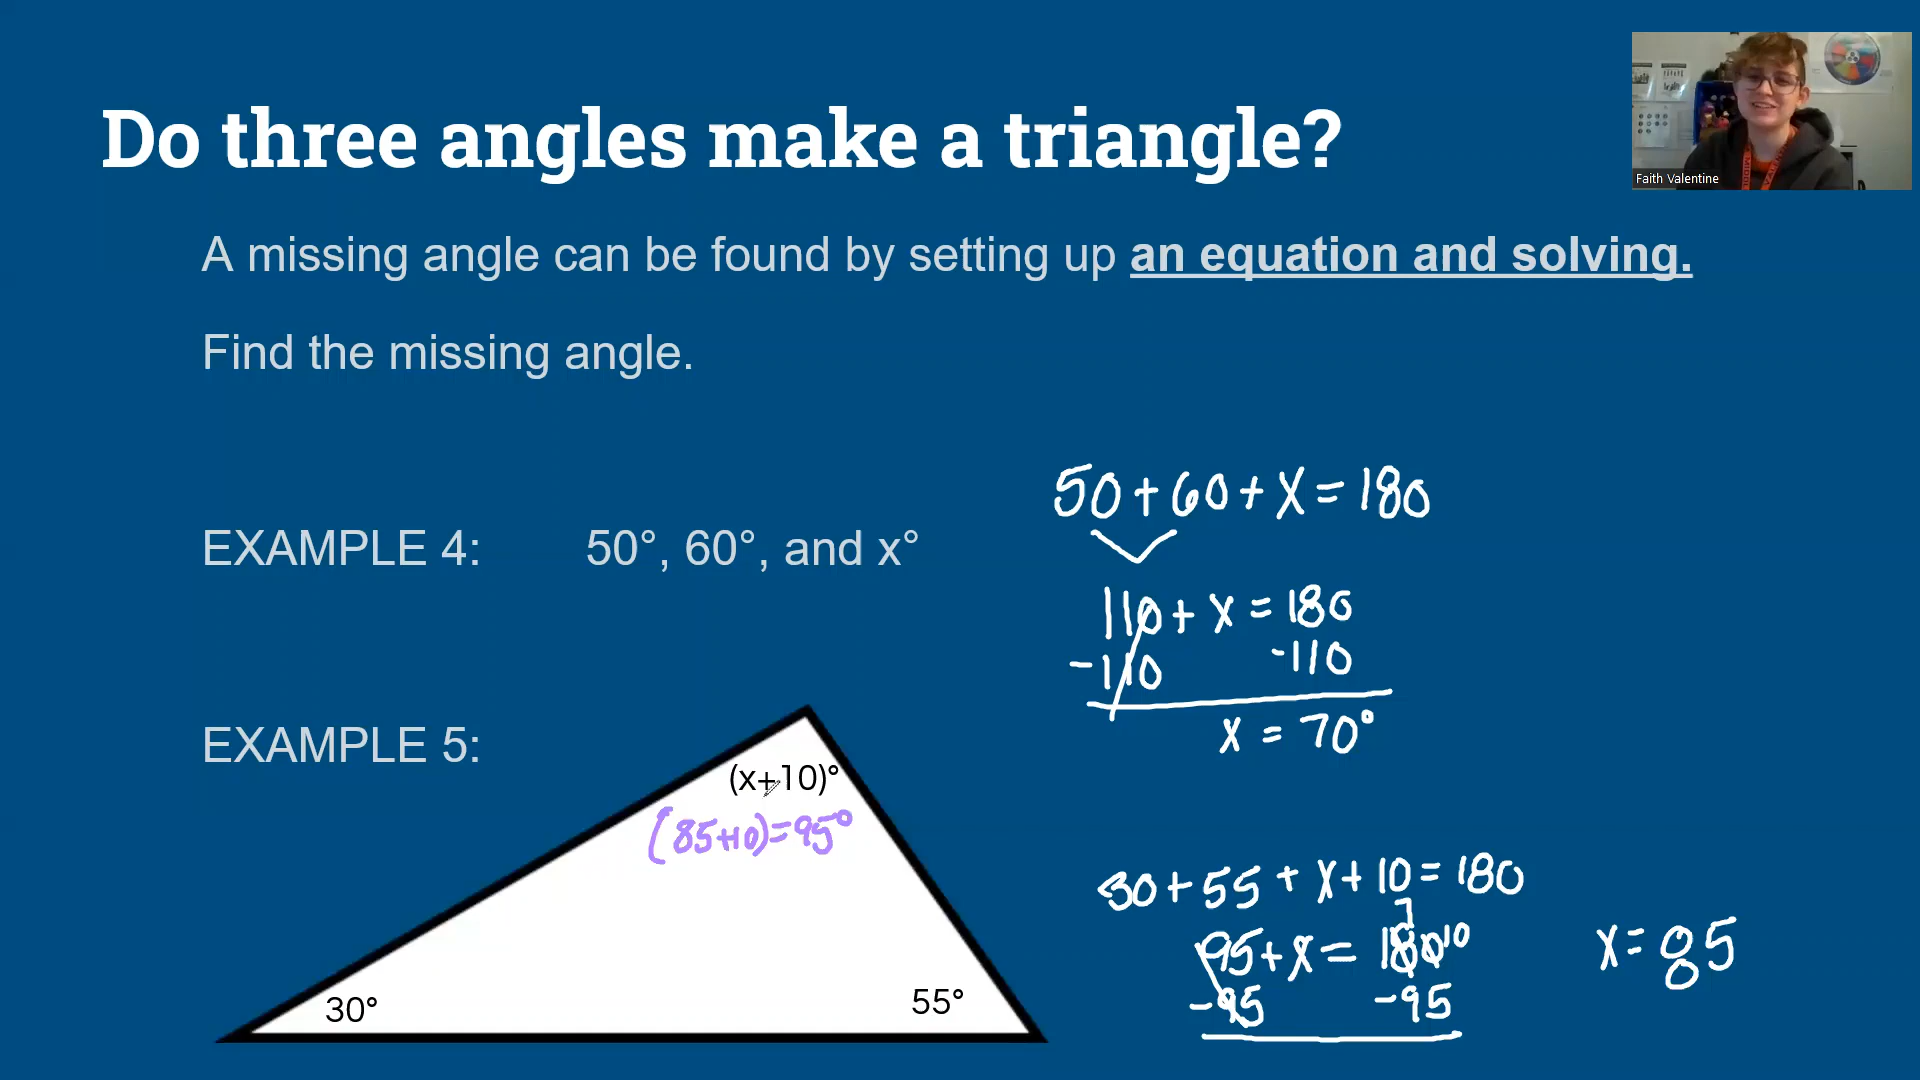 Do three angles make a triangle?
Faith Valentine
A missing angle can be found by setting up an equation and solving.
Find the missing angle.
EXAMPLE 4: 50°, 60°, and x°
50+60+x=180
110+x=180
-110 -110
x=70°
EXAMPLE 5:
(x+10)°
(85+10)=95°
30°
55°
30+55+x+10=180
7
95+x=180 10
-95 -95
x=85